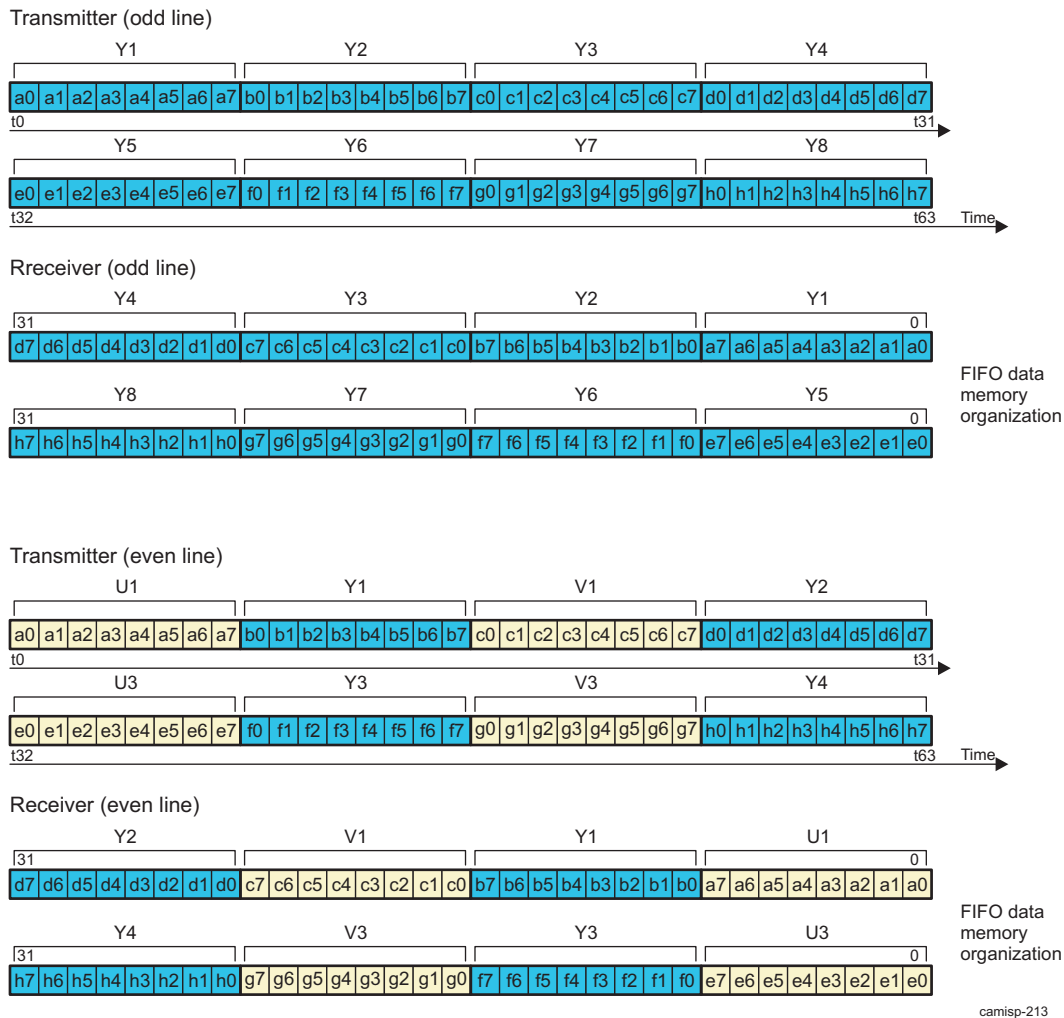 Transmitter (odd line)
Y1 Y2 Y3 Y4
a0 a1 a2 a3 a4 a5 a6 a7 b0 b1 b2 b3 b4 b5 b6 b7 c0 c1 c2 c3 c4 c5 c6 c7 d0 d1 d2 d3 d4 d5 d6 d7
t0 t31
Y5 Y6 Y7 Y8
e0 e1 e2 e3 e4 e5 e6 e7 f0 f1 f2 f3 f4 f5 f6 f7 g0 g1 g2 g3 g4 g5 g6 g7 h0 h1 h2 h3 h4 h5 h6 h7
t32 t63 Time
Rreceiver (odd line)
Y4 Y3 Y2 Y1
31 0
d7 d6 d5 d4 d3 d2 d1 d0 c7 c6 c5 c4 c3 c2 c1 c0 b7 b6 b5 b4 b3 b2 b1 b0 a7 a6 a5 a4 a3 a2 a1 a0
FIFO data
memory
organization
Y8 Y7 Y6 Y5
31 0
h7 h6 h5 h4 h3 h2 h1 h0 g7 g6 g5 g4 g3 g2 g1 g0 f7 f6 f5 f4 f3 f2 f1 f0 e7 e6 e5 e4 e3 e2 e1 e0
Transmitter (even line)
U1 Y1 V1 Y2
a0 a1 a2 a3 a4 a5 a6 a7 b0 b1 b2 b3 b4 b5 b6 b7 c0 c1 c2 c3 c4 c5 c6 c7 d0 d1 d2 d3 d4 d5 d6 d7
t0 t31
U3 Y3 V3 Y4
e0 e1 e2 e3 e4 e5 e6 e7 f0 f1 f2 f3 f4 f5 f6 f7 g0 g1 g2 g3 g4 g5 g6 g7 h0 h1 h2 h3 h4 h5 h6 h7
t32 t63 Time
Receiver (even line)
Y2 V1 Y1 U1
31 0
d7 d6 d5 d4 d3 d2 d1 d0 c7 c6 c5 c4 c3 c2 c1 c0 b7 b6 b5 b4 b3 b2 b1 b0 a7 a6 a5 a4 a3 a2 a1 a0
FIFO data
memory
organization
Y4 V3 Y3 U3
31 0
h7 h6 h5 h4 h3 h2 h1 h0 g7 g6 g5 g4 g3 g2 g1 g0 f7 f6 f5 f4 f3 f2 f1 f0 e7 e6 e5 e4 e3 e2 e1 e0
camisp-213